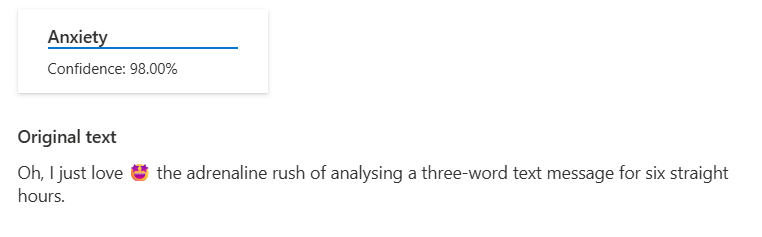 Anxiety
Confidence: 98.00%
Original text
Oh, I just love 🤩 the adrenaline rush of analysing a three-word text message for six straight
hours.